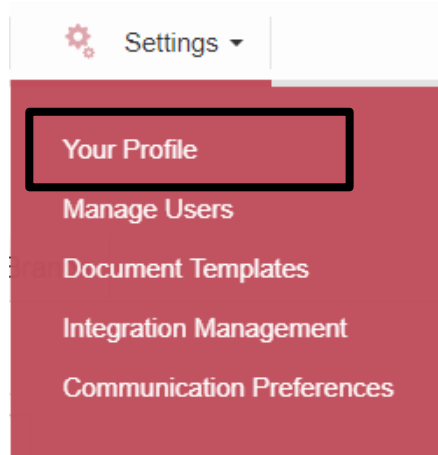 Settings
Your Profile
Manage Users
Document Templates
Integration Management
Communication Preferences